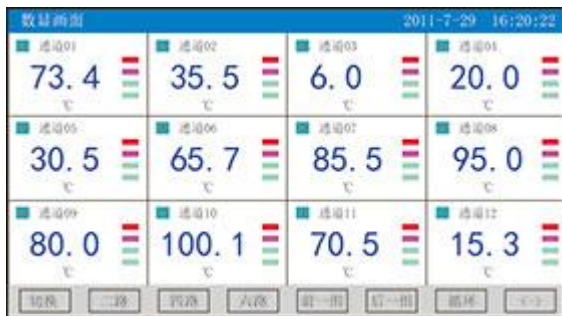 数显画面 2011-7-29 16:20:22
通道01 通道02 通道03 通道04
73.4 35.5 6.0 20.0
℃ ℃ ℃ ℃
通道05 通道06 通道07 通道08
30.5 65.7 85.5 95.0
℃ ℃ ℃ ℃
通道09 通道10 通道11 通道12
80.0 100.1 70.5 15.3
℃ ℃ ℃ ℃
切换 二路 四路 六路 前一组 后一组 循环